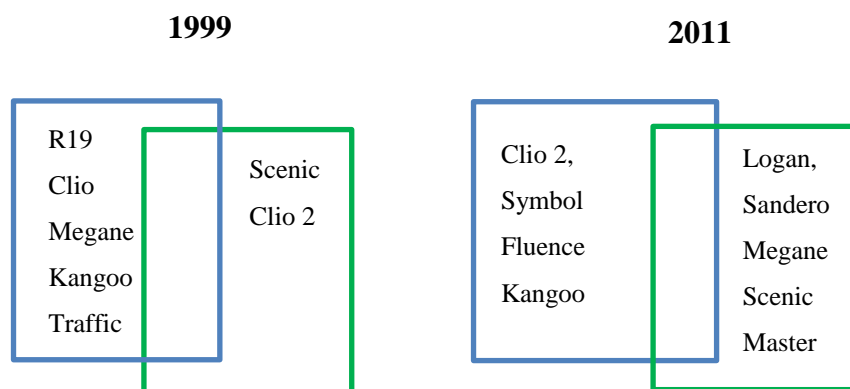 1999
R19
Clio
Megane
Kangoo
Traffic
Scenic
Clio 2
2011
Clio 2,
Symbol
Fluence
Kangoo
Logan,
Sandero
Megane
Scenic
Master